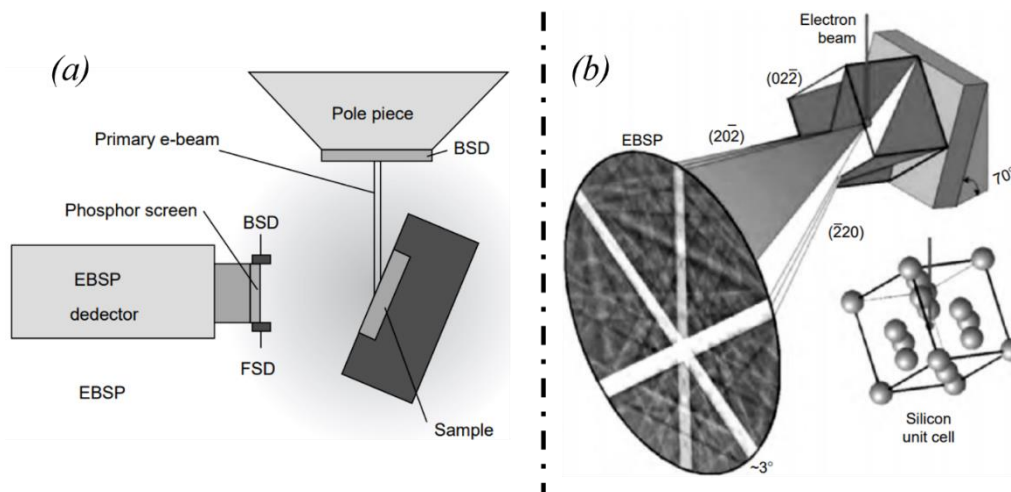 (a)
Pole piece
Primary e-beam
BSD
Phosphor screen
BSD
EBSP
dedector
FSD
EBSP
Sample
(b)
Electron
beam
(022̅)
EBSP
(202̅)
70°
(2̅20)
Silicon
unit cell
~3°